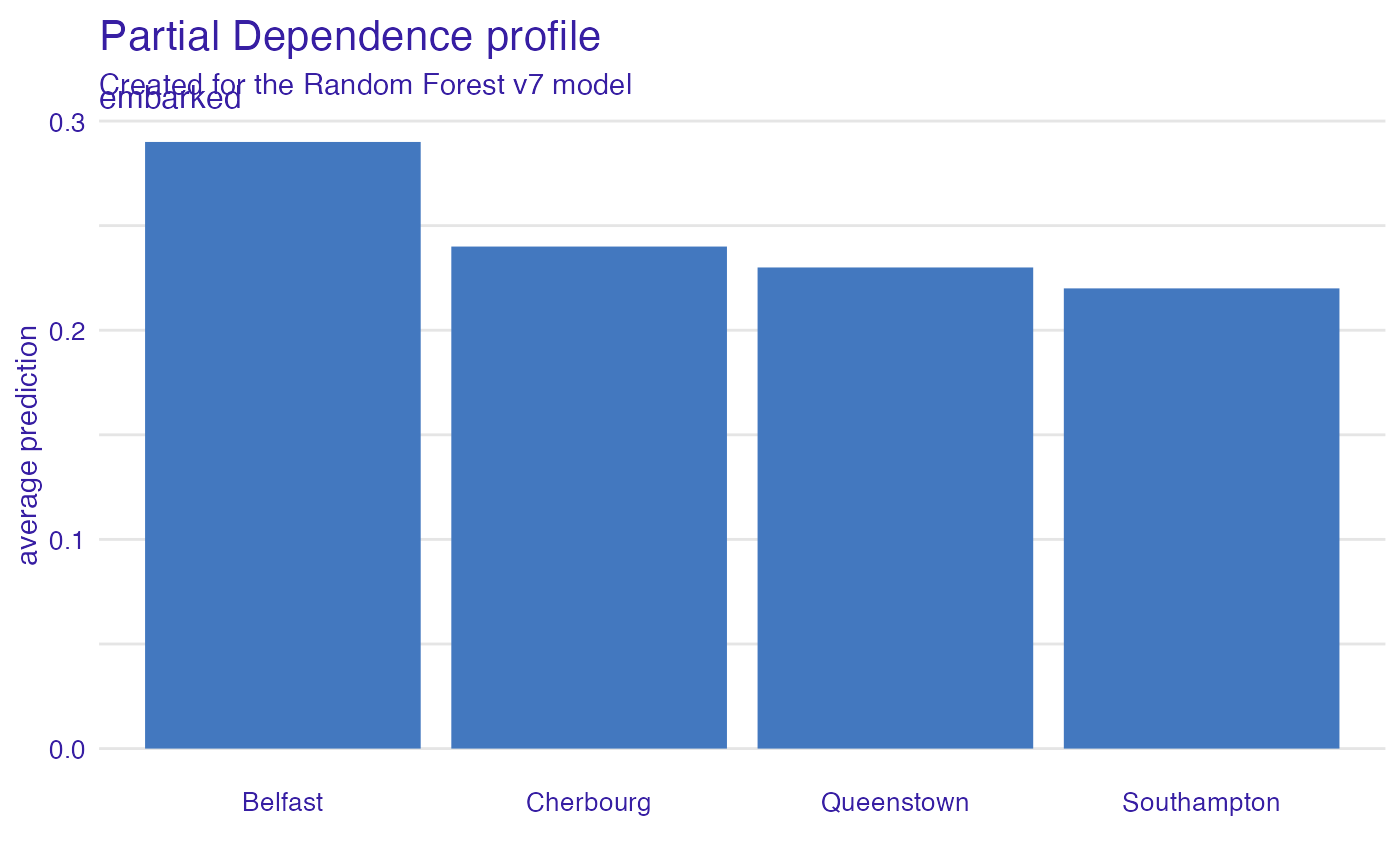 Partial Dependence profile
Created for the Random Forest v7 model
embarked
0.3
0.2
0.1
0.0
average prediction
Belfast
Cherbourg
Queenstown
Southampton